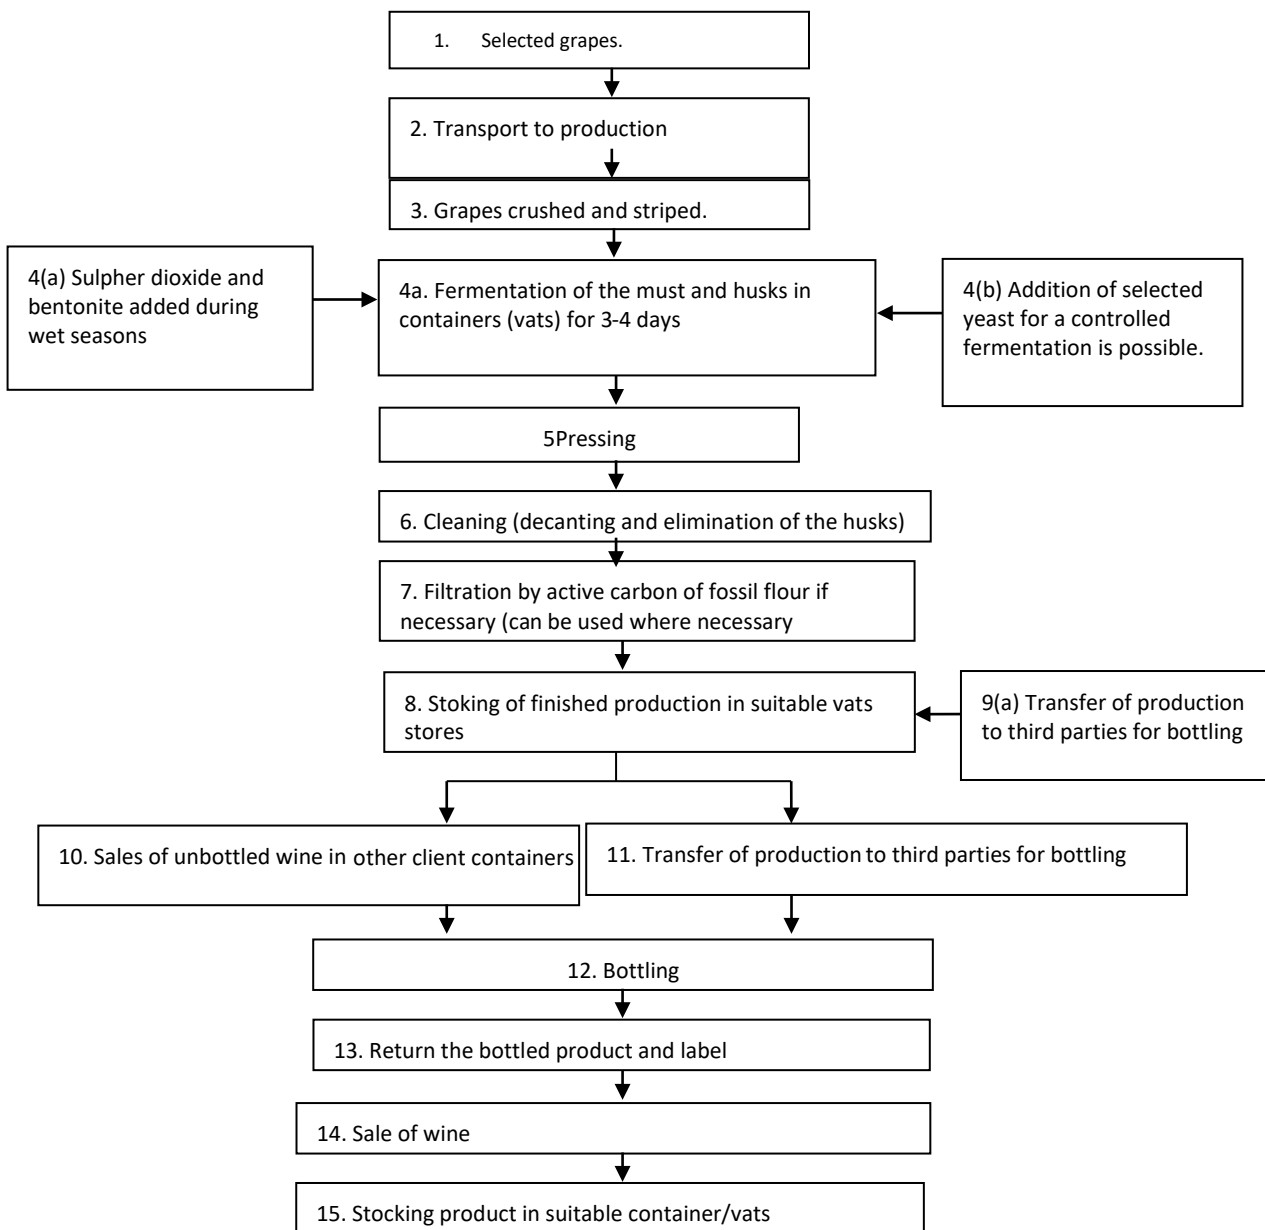 1. Selected grapes.
2. Transport to production
3. Grapes crushed and striped.
4(a) Sulpher dioxide and
bentonite added during
wet seasons
4a. Fermentation of the must and husks in
containers (vats) for 3-4 days
4(b) Addition of selected
yeast for a controlled
fermentation is possible.
5Pressing
6. Cleaning (decanting and elimination of the husks)
7. Filtration by active carbon of fossil flour if
necessary (can be used where necessary
8. Stoking of finished production in suitable vats
stores
9(a) Transfer of production
to third parties for bottling
10. Sales of unbottled wine in other client containers
11. Transfer of production to third parties for bottling
12. Bottling
13. Return the bottled product and label
14. Sale of wine
15. Stocking product in suitable container/vats